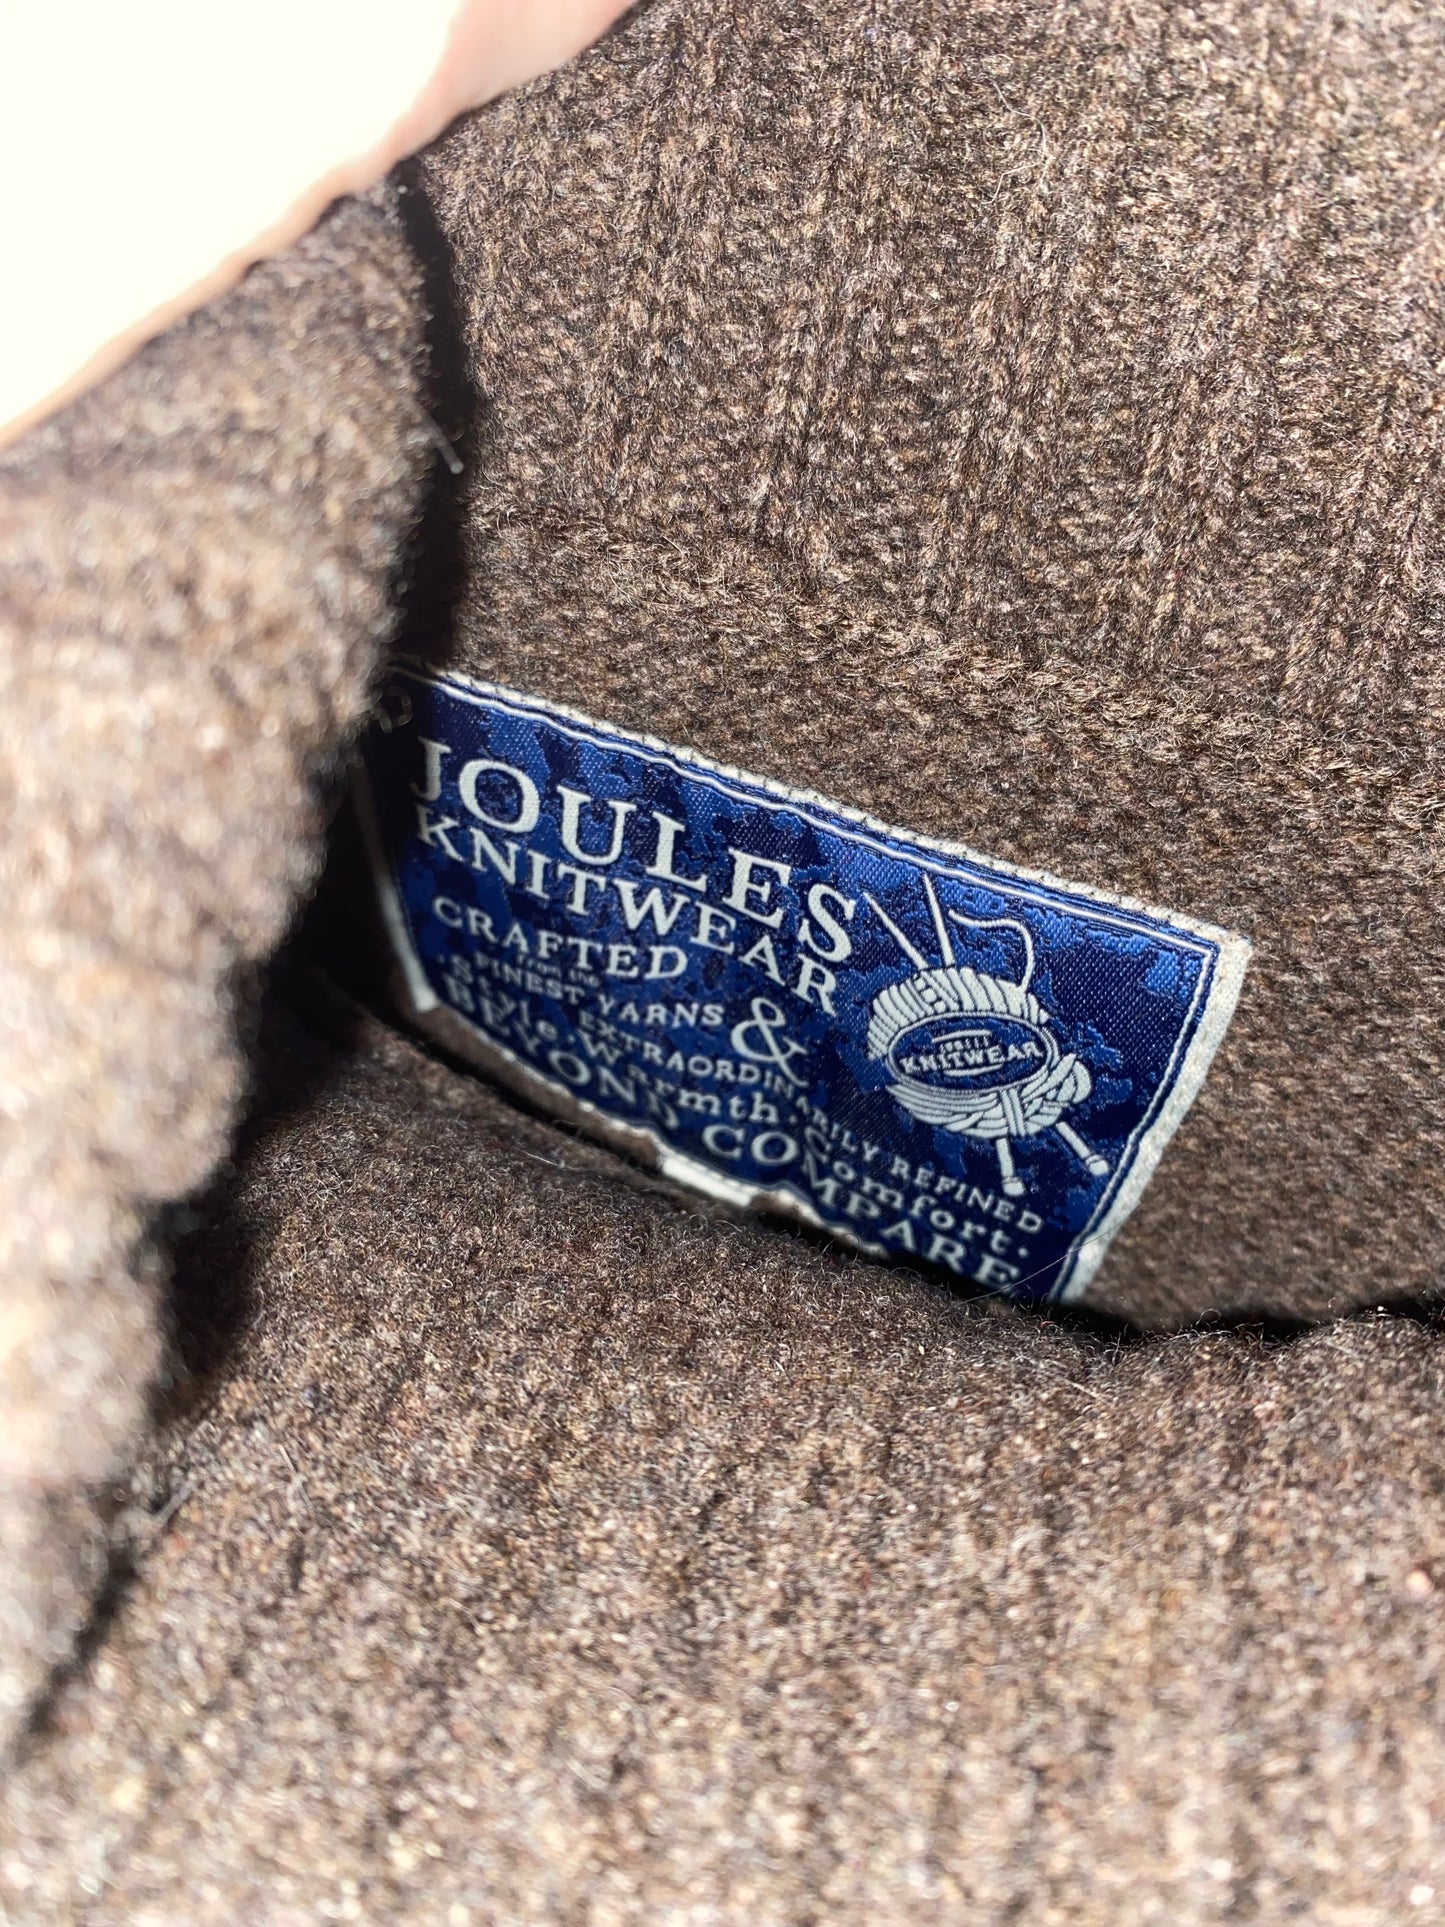 JOULES
KNITWEAR
CRAFTED
from the
FINEST YARNS
&
EXTRAORDINARILY REFINED
.Style.Warmth.Comfort.
BEYOND COMPARE
KNITWEAR